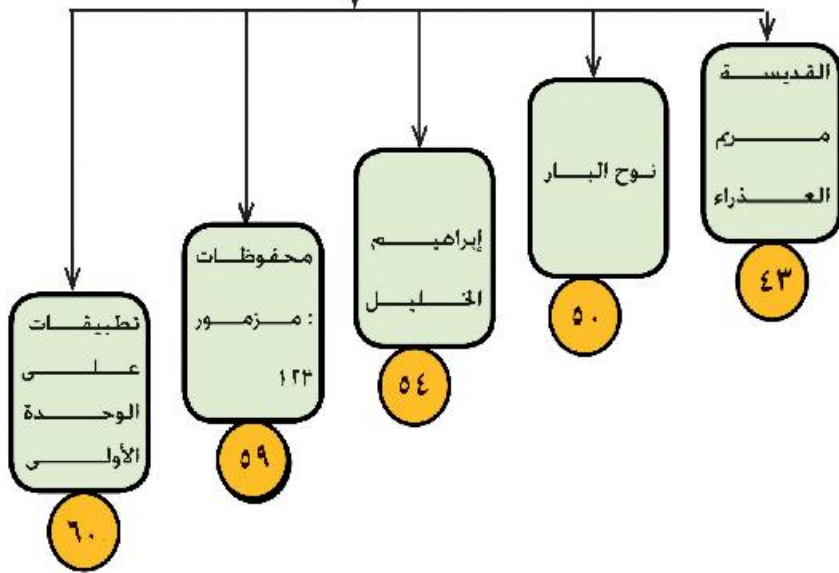 القديسة
مريم
العذراء
٤٣
نوح البار
٥٠
إبراهيم
الخليل
٥٤
محفوظات
: مزمور
١٢٣
٥٩
تطبيقات
على
الوحدة
الأولى
٦٠